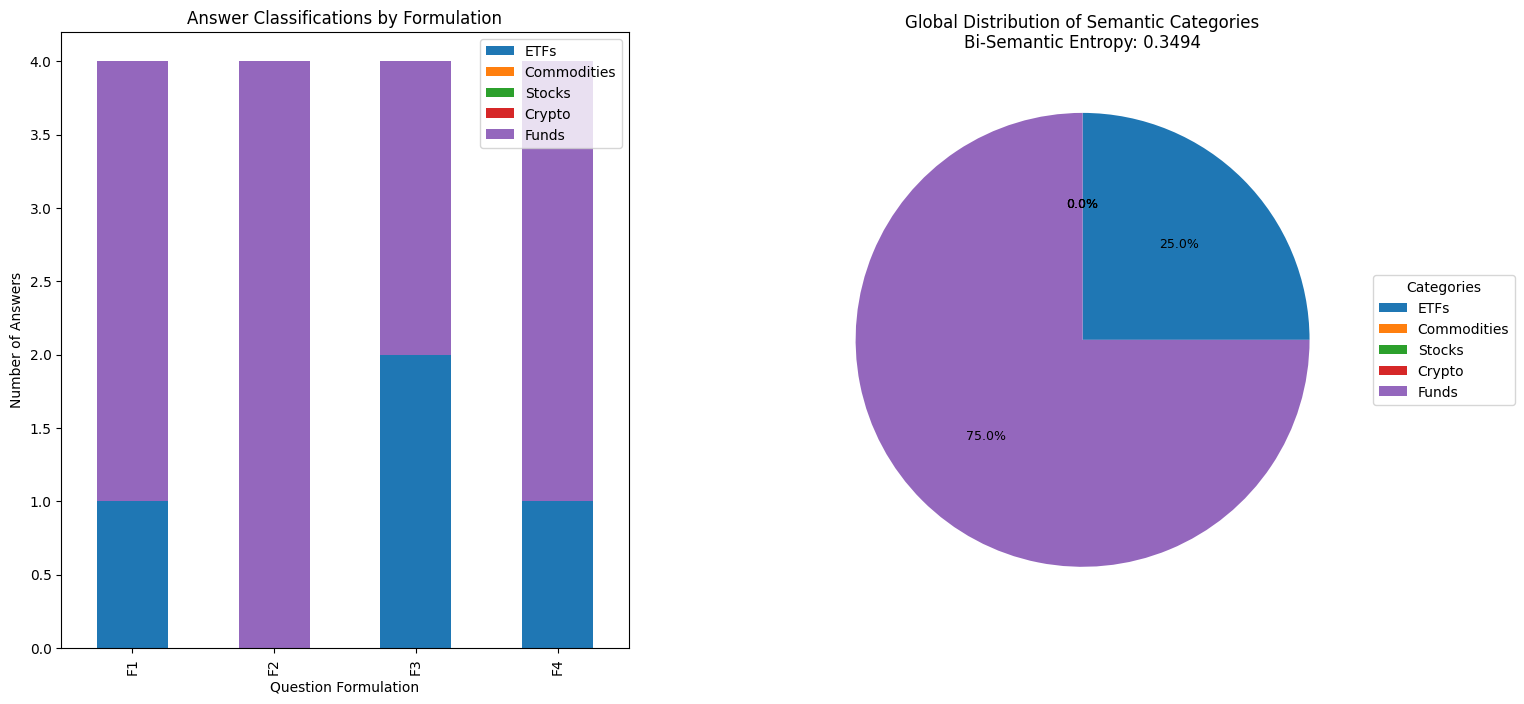 Answer Classifications by Formulation
Number of Answers
4.0
3.5
3.0
2.5
2.0
1.5
1.0
0.5
0.0
ETFs
Commodities
Stocks
Crypto
Funds
F1
F2
F3
F4
Question Formulation
Global Distribution of Semantic Categories
Bi-Semantic Entropy: 0.3494
0.0%
25.0%
75.0%
Categories
ETFs
Commodities
Stocks
Crypto
Funds